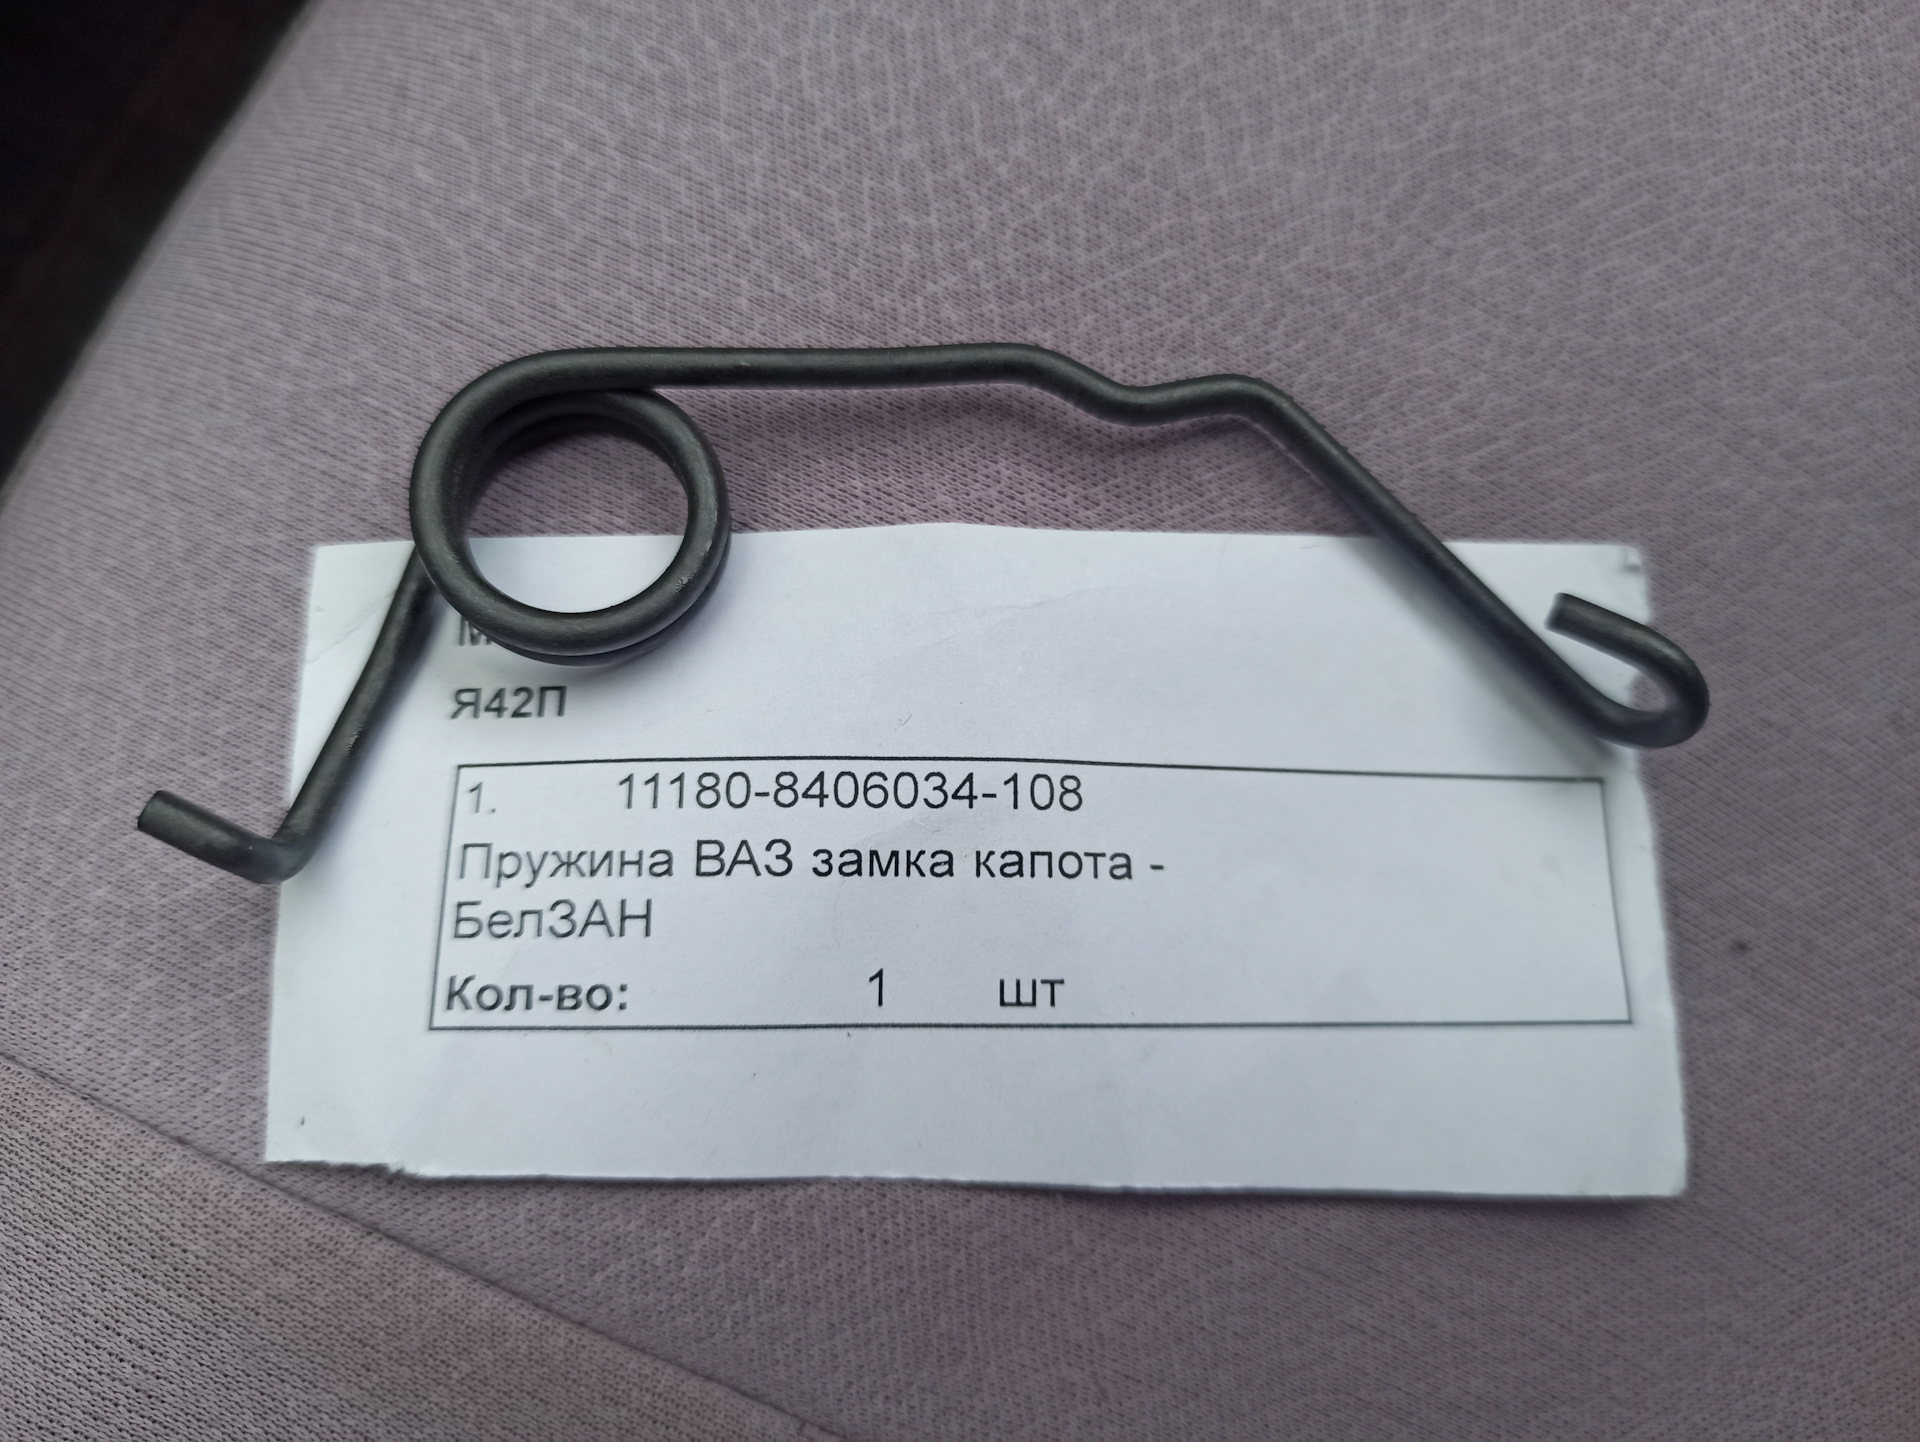 Я42П
1. 11180-8406034-108
Пружина ВАЗ замка капота -
БелЗАН
Кол-во: 1 шт